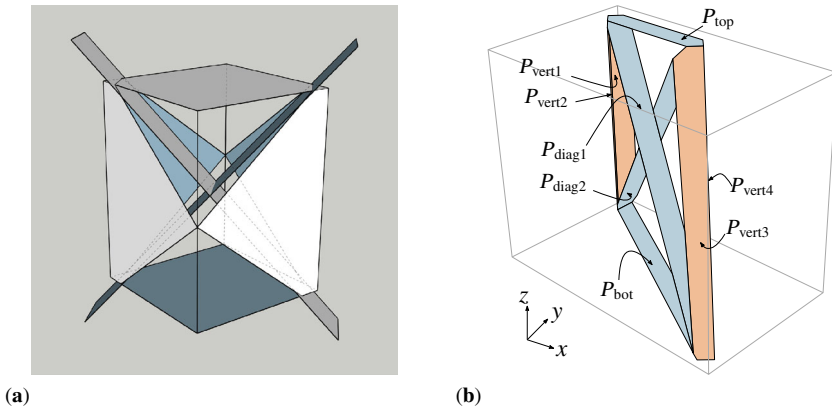 P_top
P_vert1
P_vert2
P_diag1
P_diag2
P_vert4
P_vert3
P_bot
z
y
x
(a)
(b)